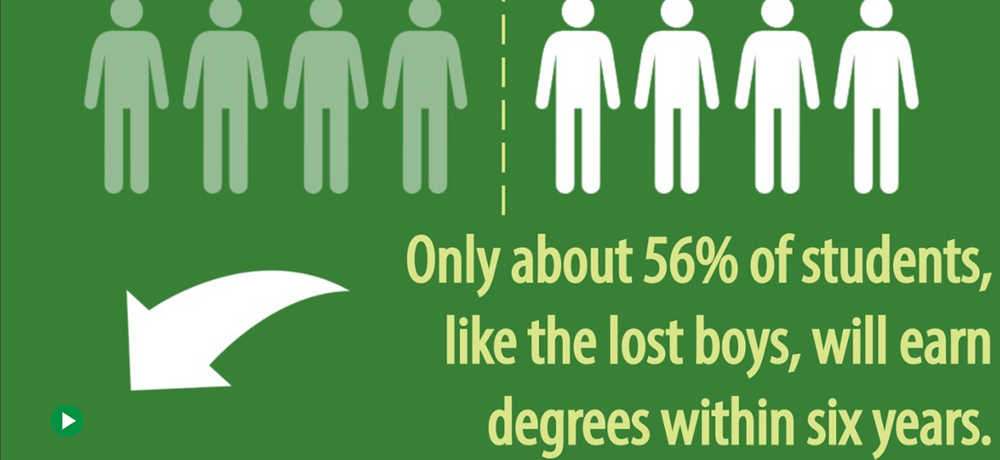 Only about 56% of students,
like the lost boys, will earn
degrees within six years.